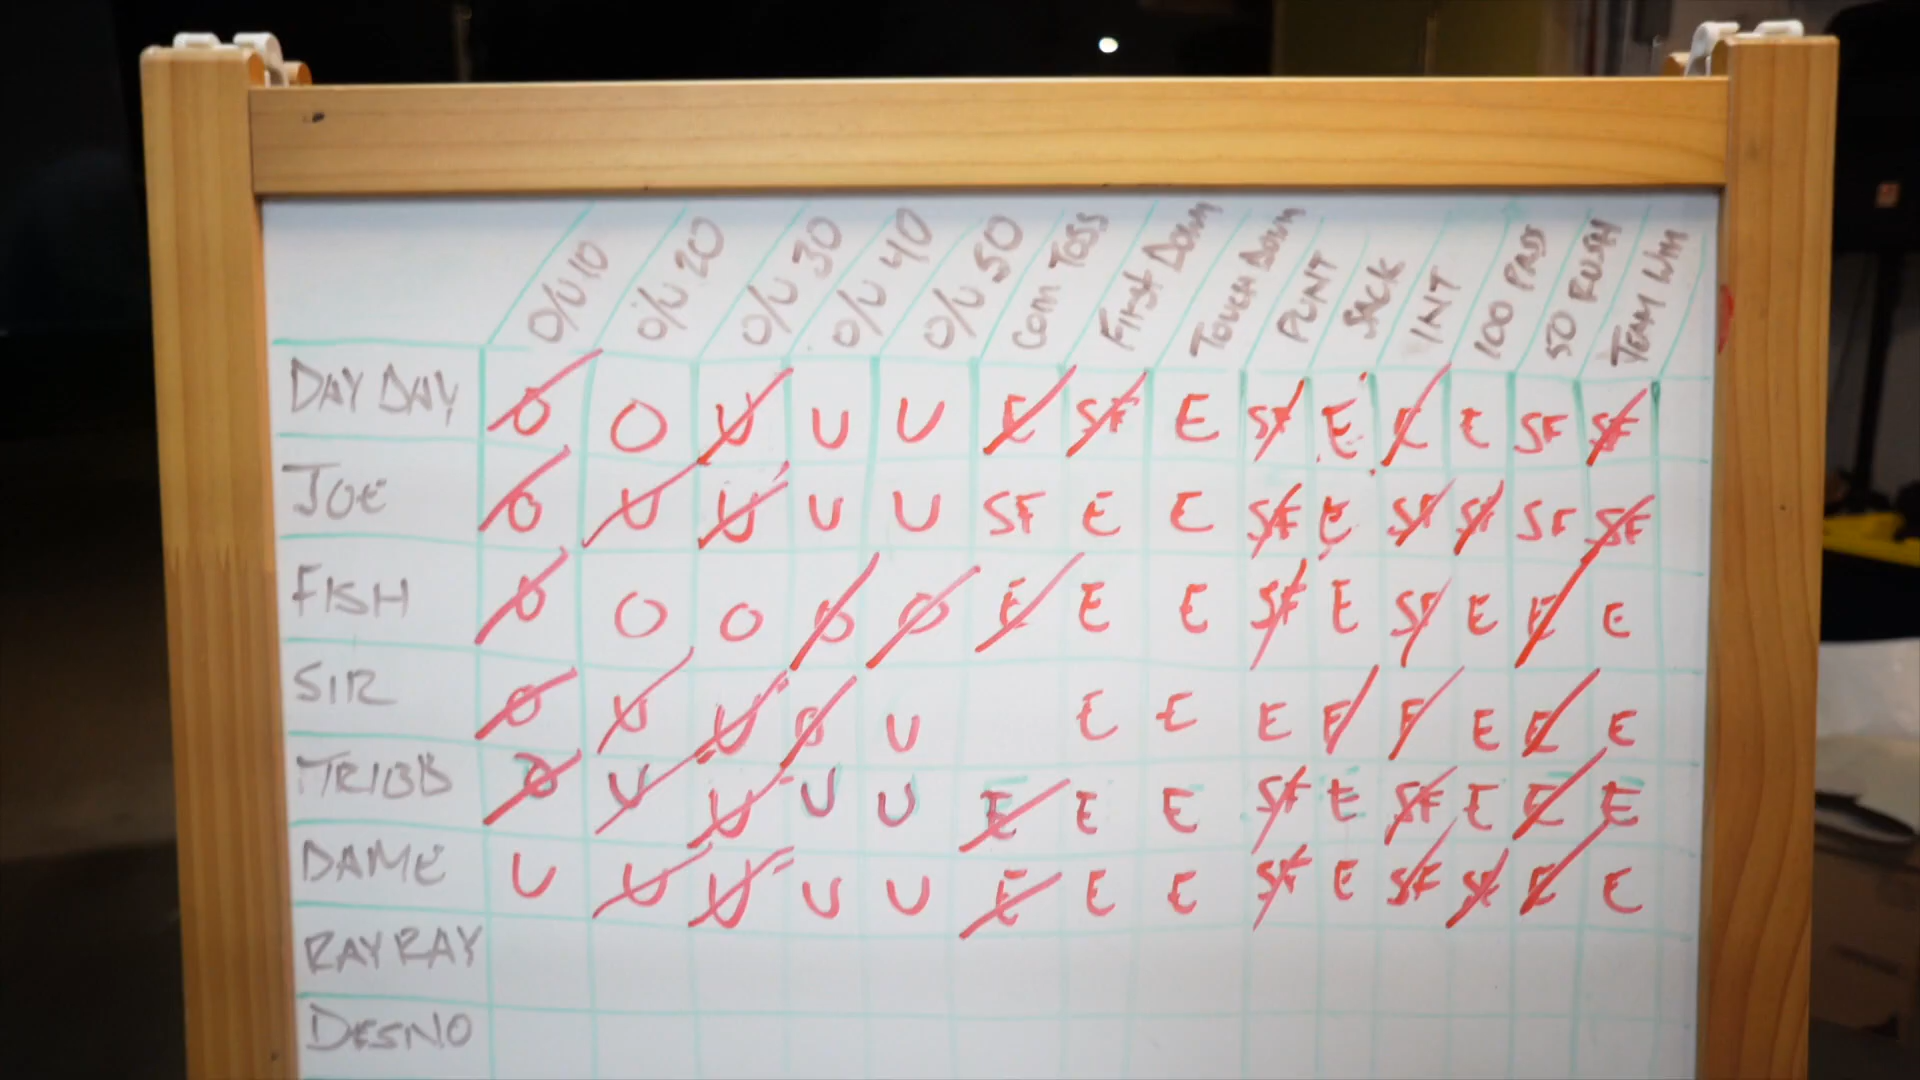 O/U 10 O/U 20 O/U 30 O/U 40 O/U 50 COIN TOSS FIRST DOWN TOUCH DOWN PUNT SACK INT 100 PASS 50 RUSH TEAM WIN
DAY DAY O O U U U E SF E SF E E E SF SF
JOE O U U U U SF E E SF E SF SF SF SF
FISH O O O O O E E E SF E SF E E E
SIR O U U O U E E E E E E E E
TRIBB O U U U U E E E SF E SF E E E
DAME U U U U U E E E SF E SF SF E E
RAY RAY
DESNO